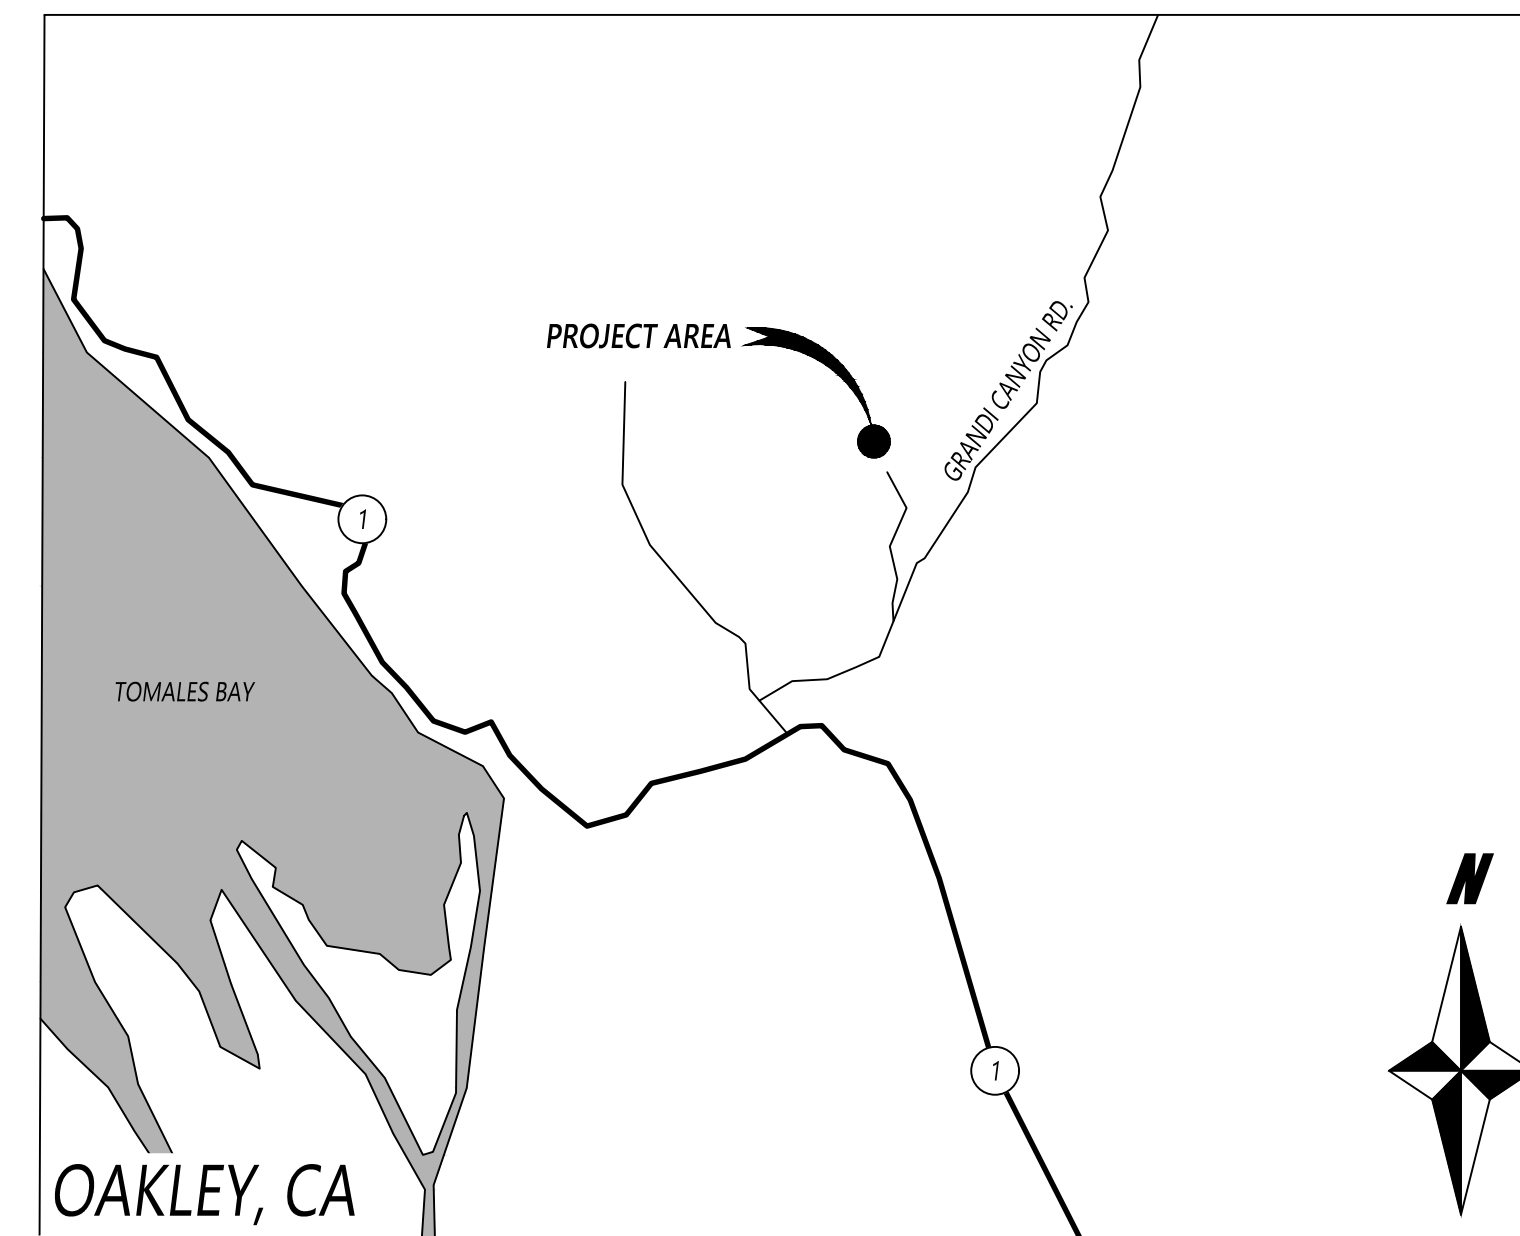 PROJECT AREA
GRANDI CANYON RD.
1
TOMALES BAY
N
1
OAKLEY, CA